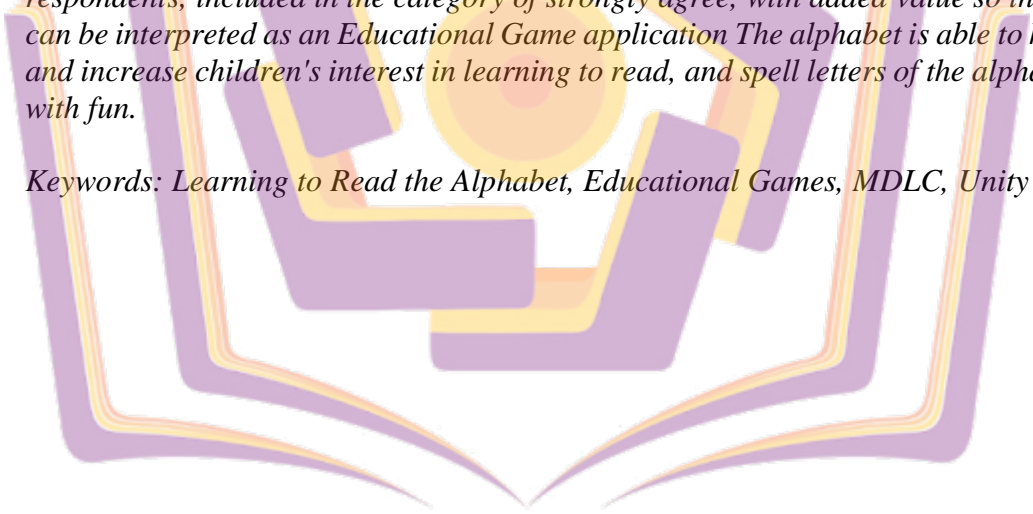 respondents, included in the category of strongly agree, with added value so th
can be interpreted as an Educational Game application The alphabet is able to
and increase children's interest in learning to read, and spell letters of the alpha
with fun.
Keywords: Learning to Read the Alphabet, Educational Games, MDLC, Unity